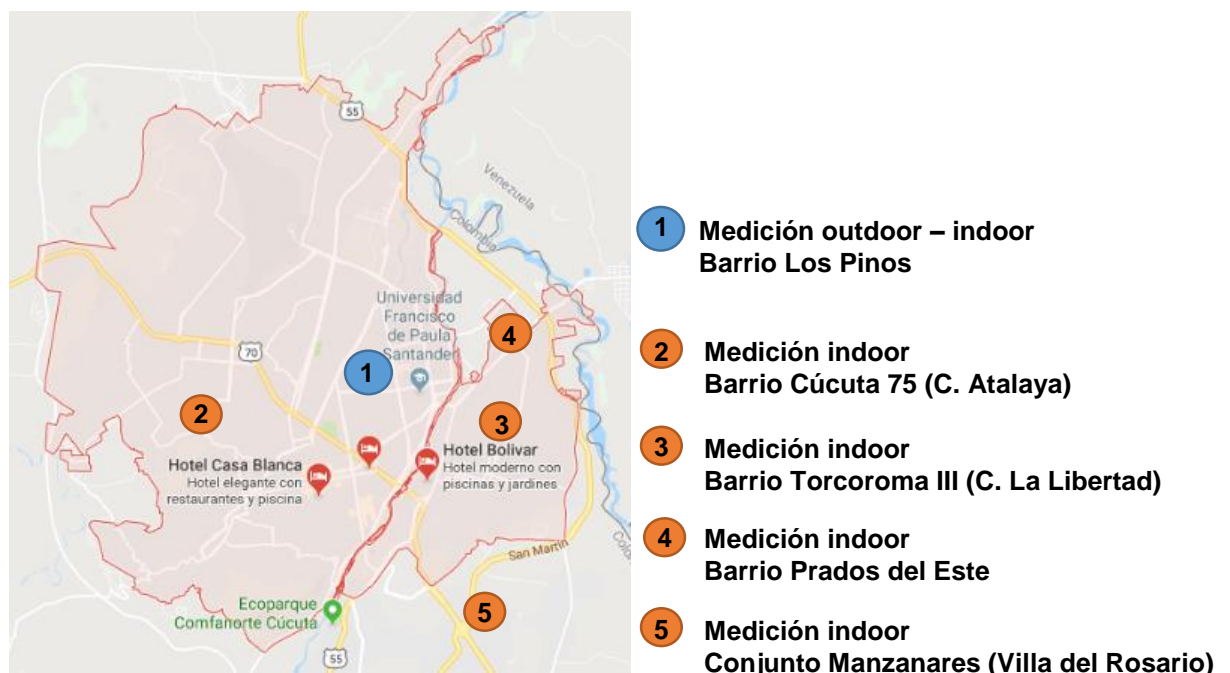 55
Venezuela
Colombia
Universidad
Francisco
de Paula
Santander
4
70
1
2
3
Hotel Casa Blanca
Hotel elegante con
restaurantes y piscina
Hotel Bolivar
Hotel moderno con
piscinas y jardines
San Martín
5
Ecoparque
Comfanorte Cúcuta
55
1
Medición outdoor – indoor
Barrio Los Pinos
2
Medición indoor
Barrio Cúcuta 75 (C. Atalaya)
3
Medición indoor
Barrio Torcoroma III (C. La Libertad)
4
Medición indoor
Barrio Prados del Este
5
Medición indoor
Conjunto Manzanares (Villa del Rosario)